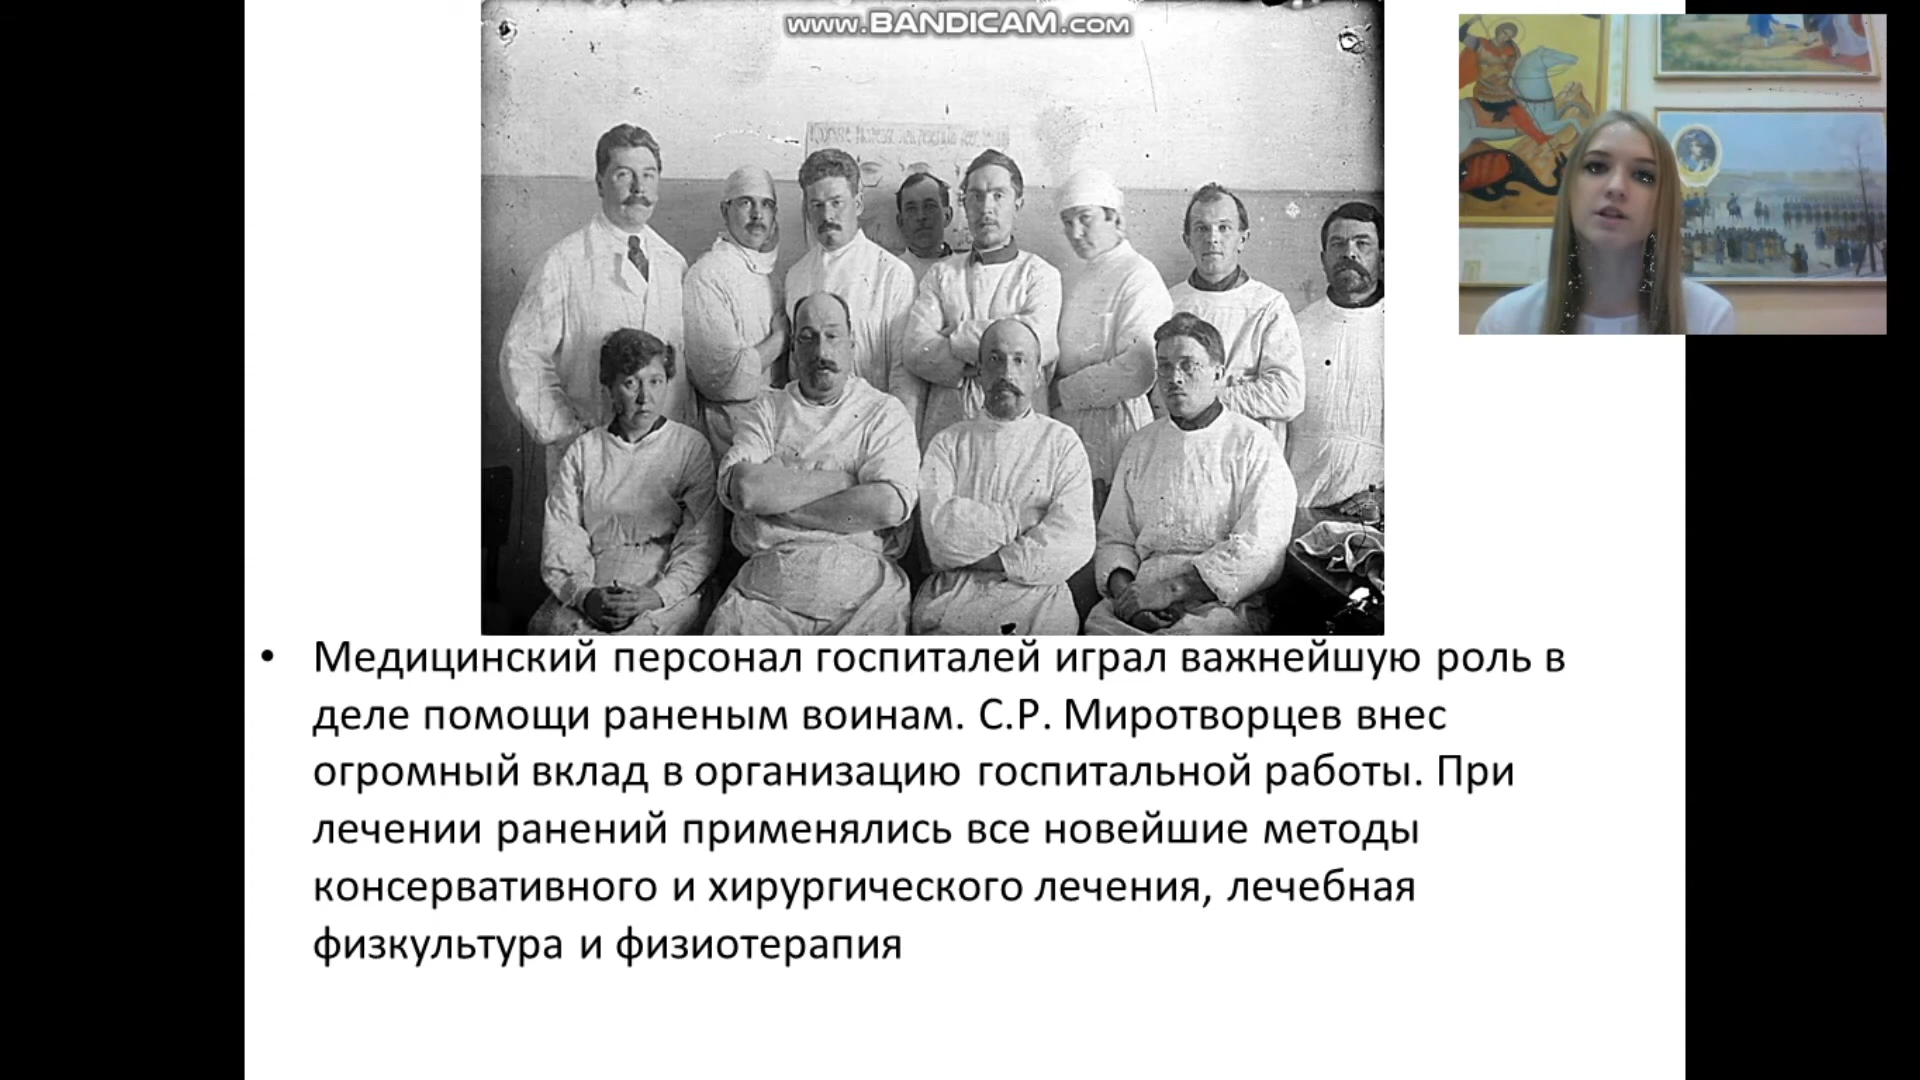 www.BANDICAM.com
• Медицинский персонал госпиталей играл важнейшую роль в
деле помощи раненым воинам. С.Р. Миротворцев внес
огромный вклад в организацию госпитальной работы. При
лечении ранений применялись все новейшие методы
консервативного и хирургического лечения, лечебная
физкультура и физиотерапия